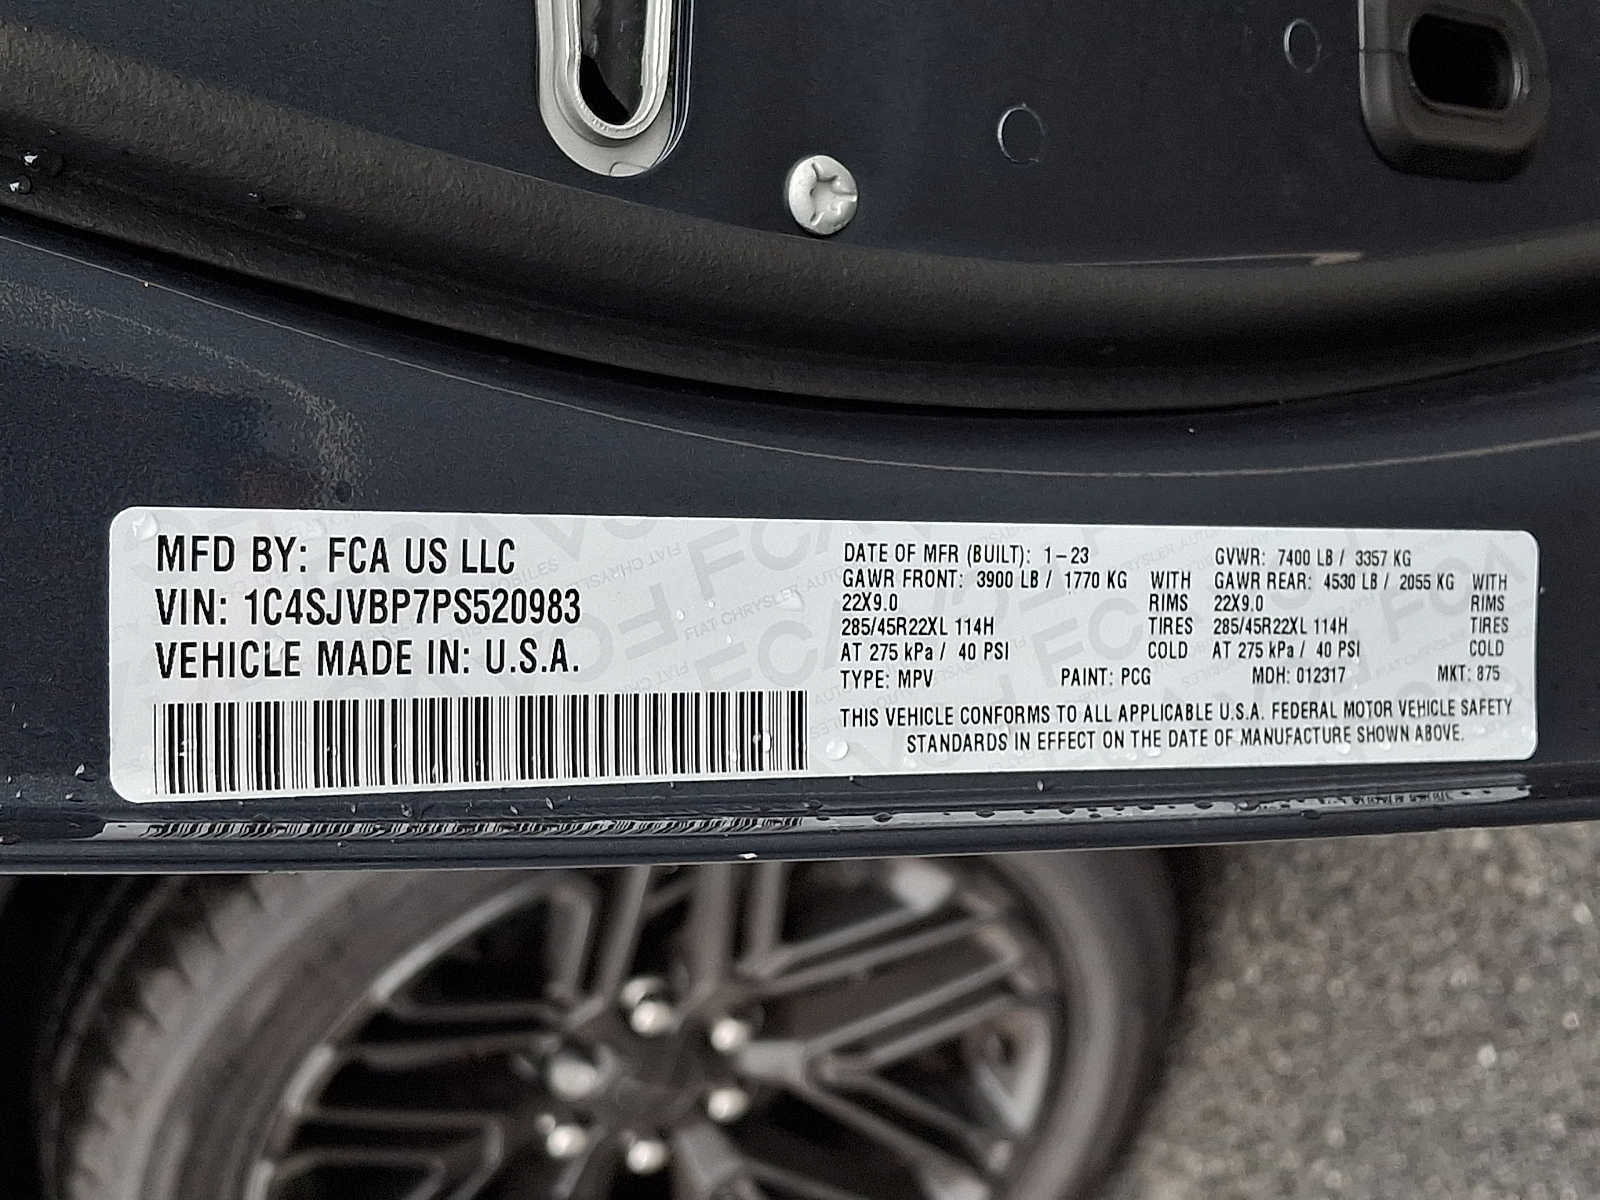 MFD BY: FCA US LLC
VIN: 1C4SJVBP7PS520983
VEHICLE MADE IN: U.S.A.
DATE OF MFR (BUILT): 1-23 GVWR: 7400 LB / 3357 KG
GAWR FRONT: 3900 LB / 1770 KG WITH GAWR REAR: 4530 LB / 2055 KG WITH
22X9.0 RIMS 22X9.0 RIMS
285/45R22XL 114H TIRES 285/45R22XL 114H TIRES
AT 275 kPa / 40 PSI COLD AT 275 kPa / 40 PSI COLD
TYPE: MPV PAINT: PCG MDH: 012317 MKT: 875
THIS VEHICLE CONFORMS TO ALL APPLICABLE U.S.A. FEDERAL MOTOR VEHICLE SAFETY
STANDARDS IN EFFECT ON THE DATE OF MANUFACTURE SHOWN ABOVE.